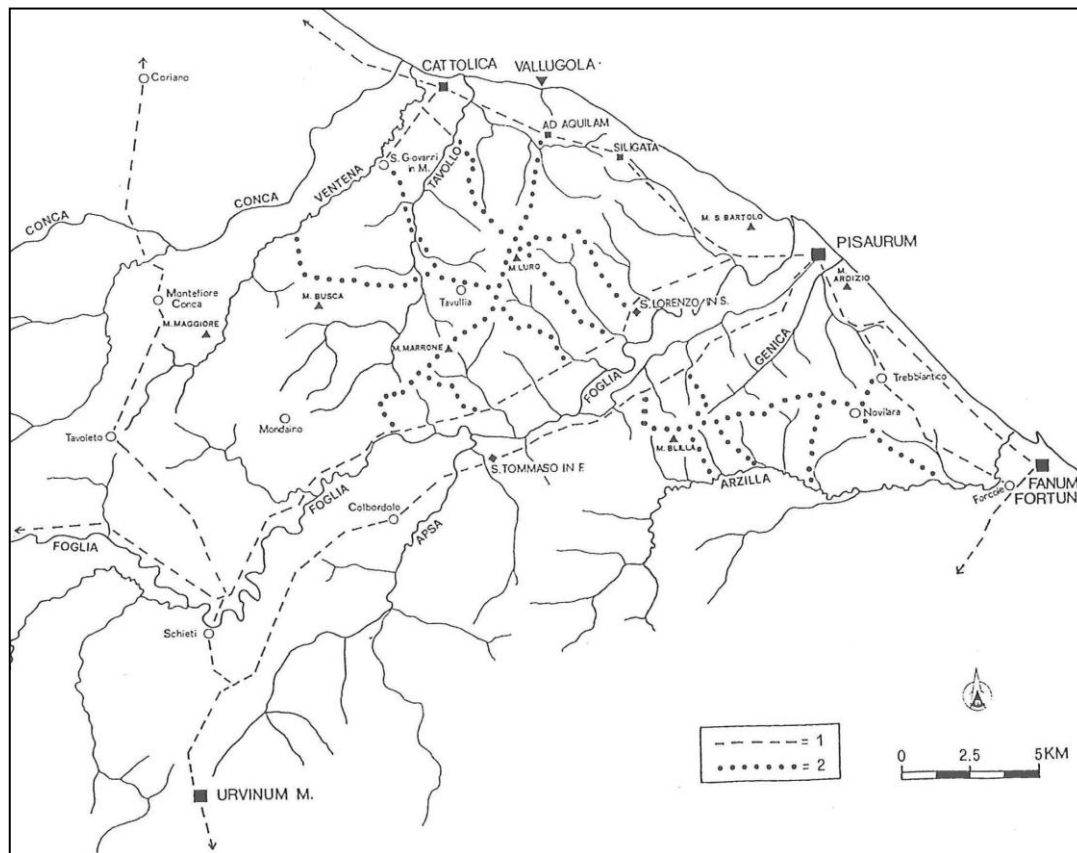 Coriano
CATTOLICA
VALLUGOLA
AD AQUILAM
SILIGATA
S. Giovanni
in M.
VENTENA
TAVOLLO
CONCA
CONCA
M. S BARTOLO
PISAURUM
M.
ARDIZIO
M. LURO
Montefiore
Conca
M. BUSCA
Tavullia
S. LORENZO IN S.
M. MAGGIORE
M. MARRONE
GENICA
FOGLIA
Trebbiantico
Novilara
Mondaino
Tavoleto
M. BLILLA
S. TOMMASO IN F.
ARZILLA
FANUM
FORTUN
Forcole
FOGLIA
Colbordolo
APSA
FOGLIA
Schieti
URVINUM M.
= 1
= 2
0 2.5 5KM